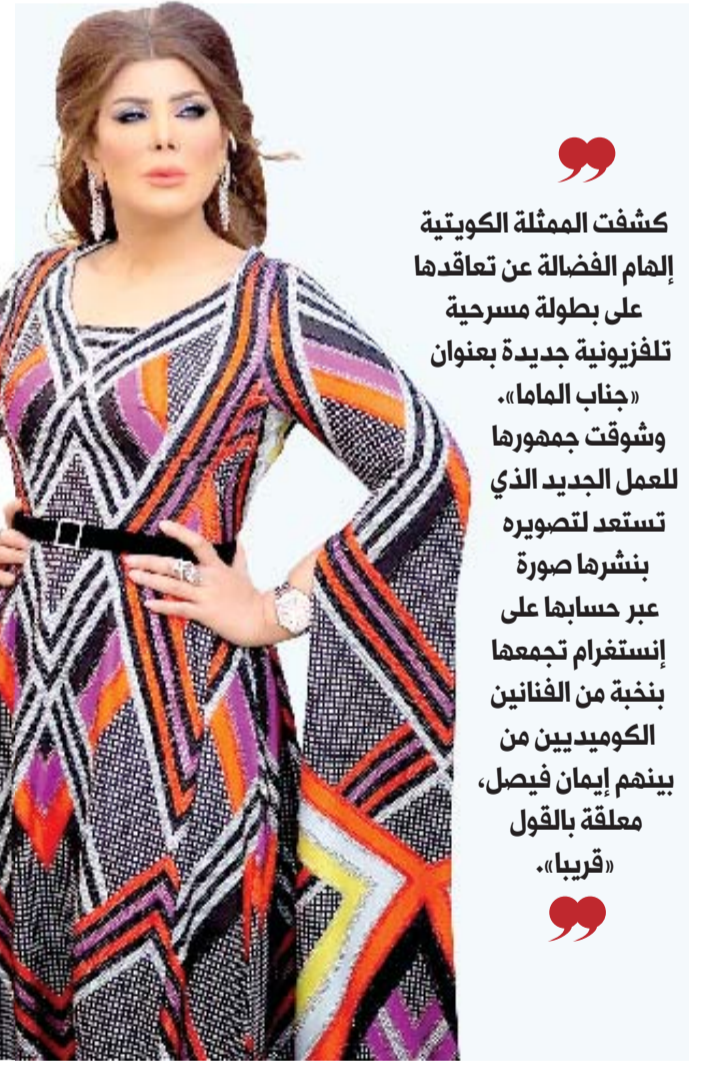 كشفت الممثلة الكويتية
إلهام الفضالة عن تعاقدها
على بطولة مسرحية
تلفزيونية جديدة بعنوان
«جناب الماما».
وشوقت جمهورها
للعمل الجديد الذي
تستعد لتصويره
بنشرها صورة
عبر حسابها على
إنستغرام تجمعها
بنخبة من الفنانين
الكوميديين من
بينهم إيمان فيصل،
معلقة بالقول
«قريبا».